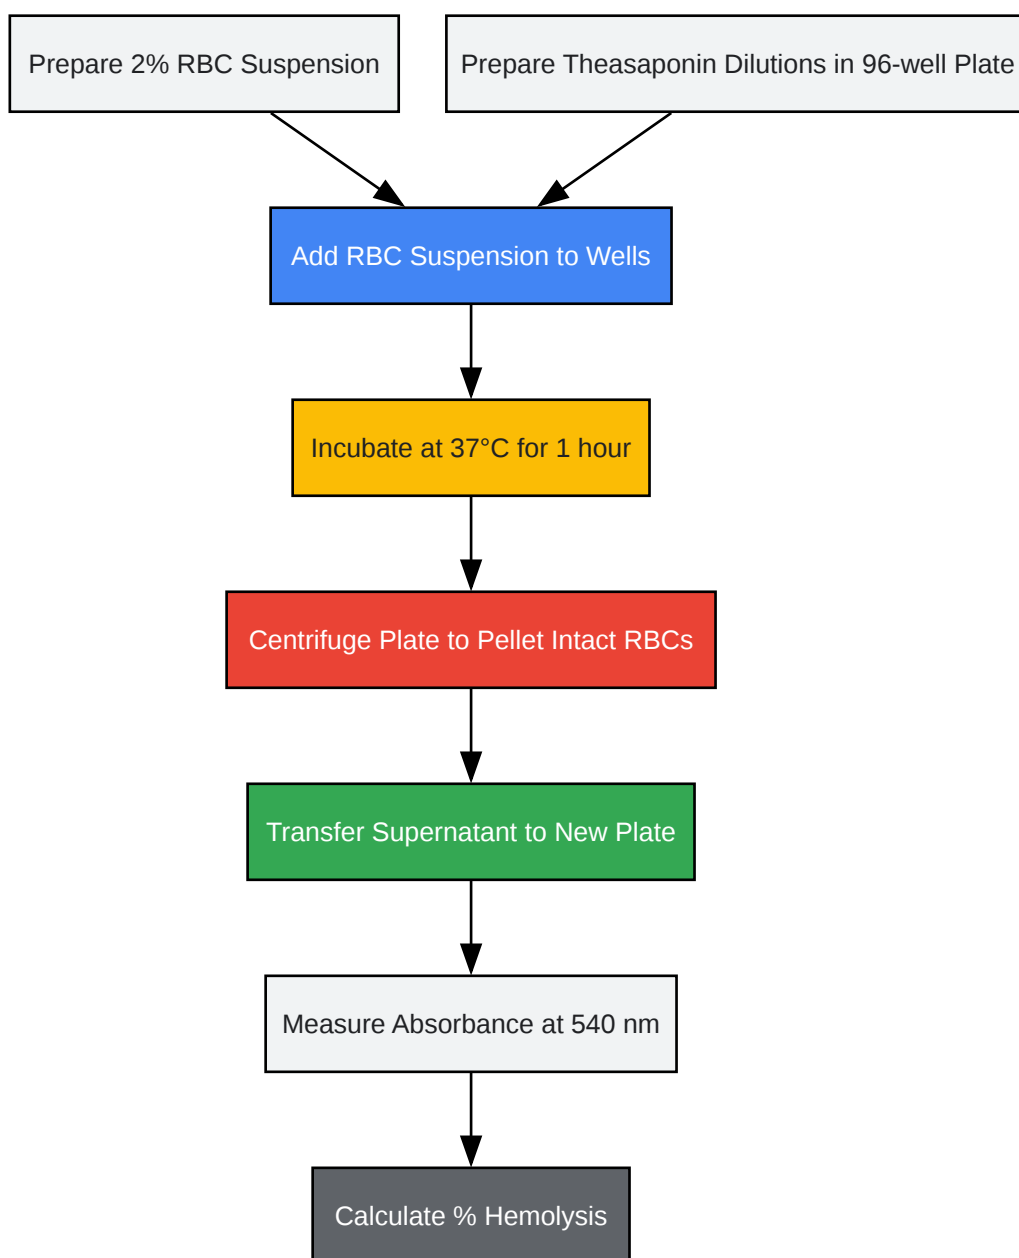 Prepare 2% RBC Suspension
Prepare Theasaponin Dilutions in 96-well Plate
Add RBC Suspension to Wells
Incubate at 37°C for 1 hour
Centrifuge Plate to Pellet Intact RBCs
Transfer Supernatant to New Plate
Measure Absorbance at 540 nm
Calculate % Hemolysis